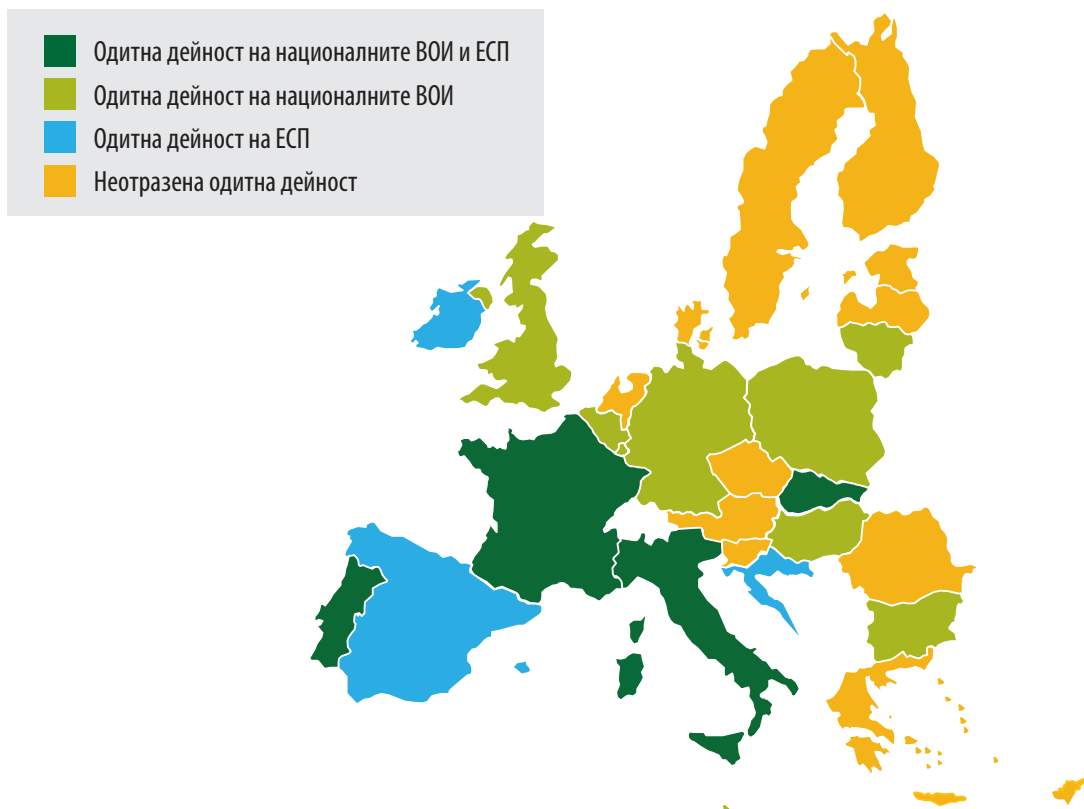 Одитна дейност на националните ВОИ и ЕСП
Одитна дейност на националните ВОИ
Одитна дейност на ЕСП
Неотразена одитна дейност